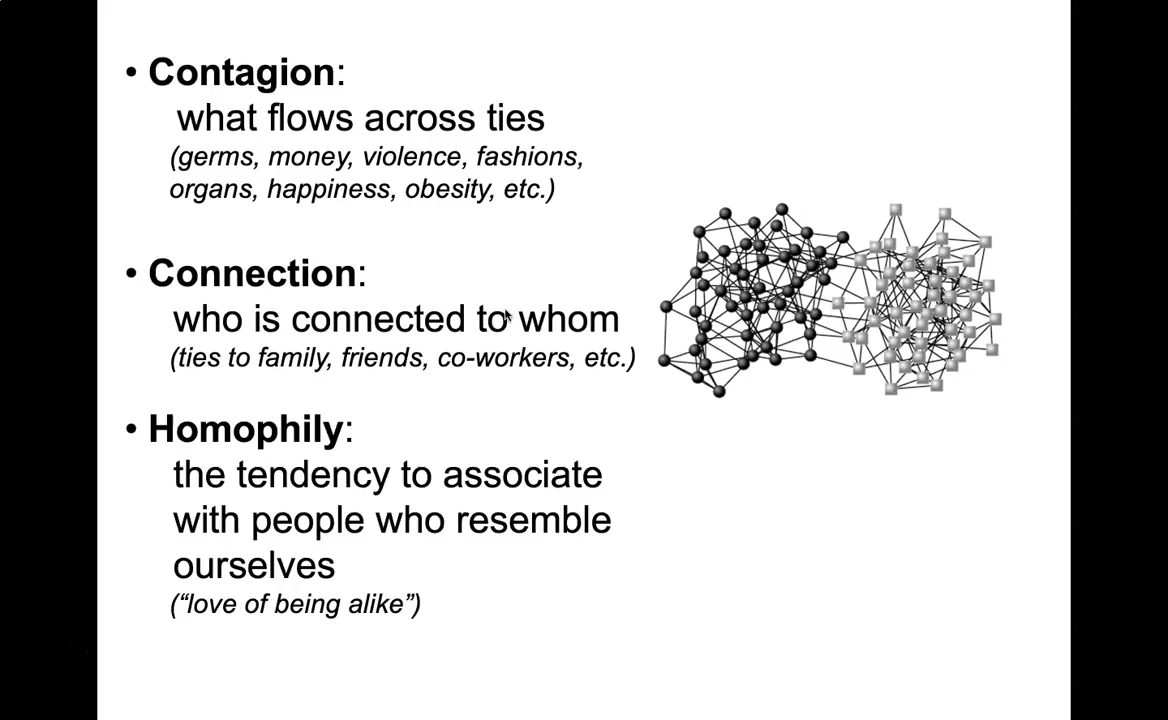 • Contagion:
what flows across ties
(germs, money, violence, fashions,
organs, happiness, obesity, etc.)
• Connection:
who is connected to whom
(ties to family, friends, co-workers, etc.)
• Homophily:
the tendency to associate
with people who resemble
ourselves
(“love of being alike”)